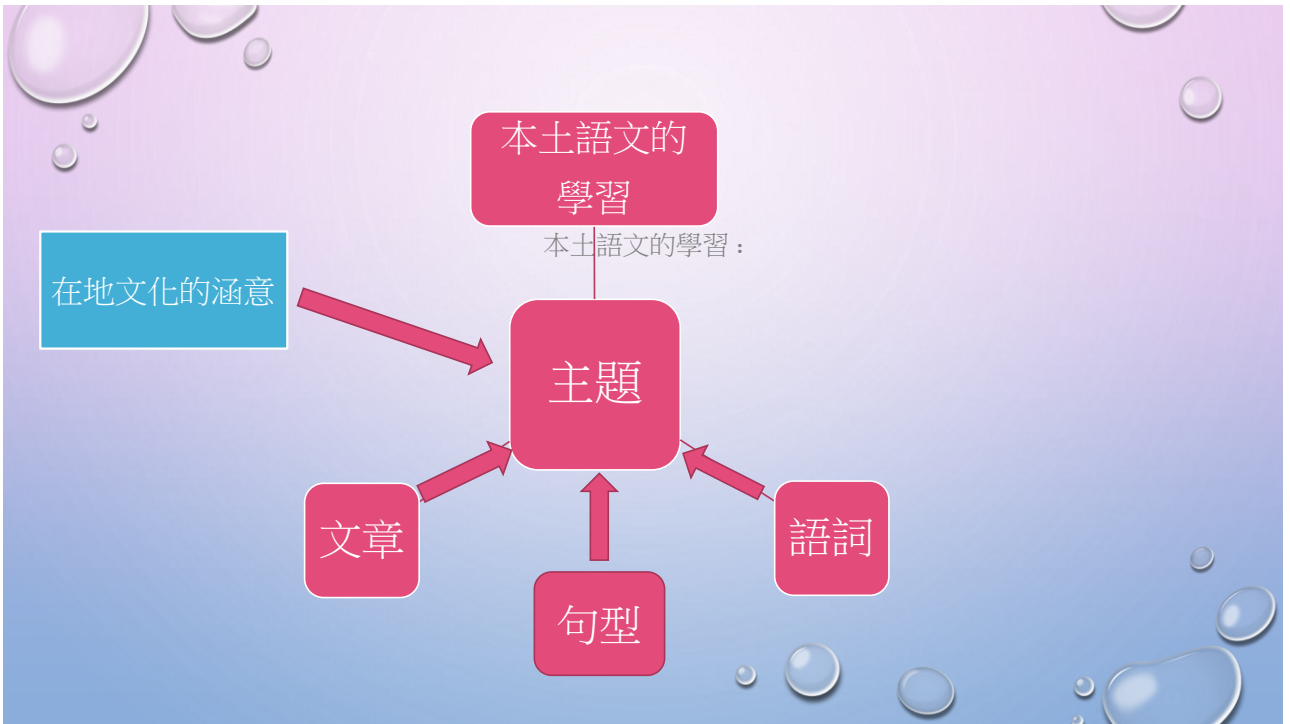 本土語文的
學習
本土語文的學習：
在地文化的涵意
主題
文章
句型
語詞